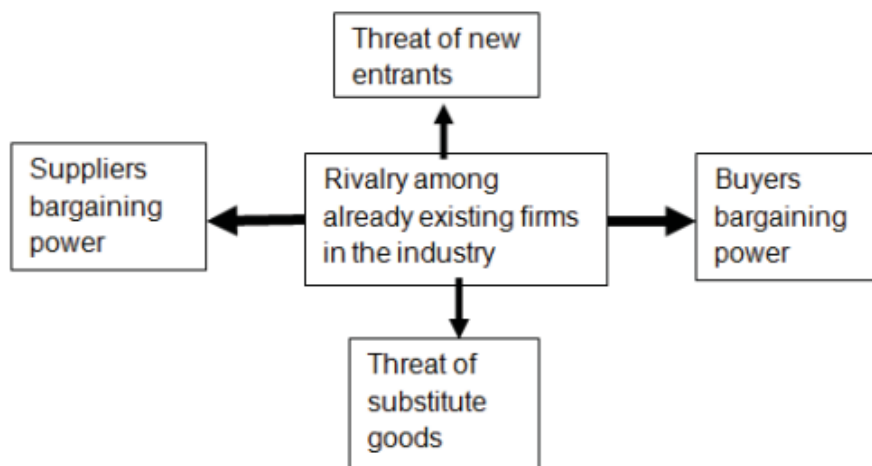 Threat of new
entrants
Suppliers
bargaining
power
Rivalry among
already existing firms
in the industry
Buyers
bargaining
power
Threat of
substitute
goods